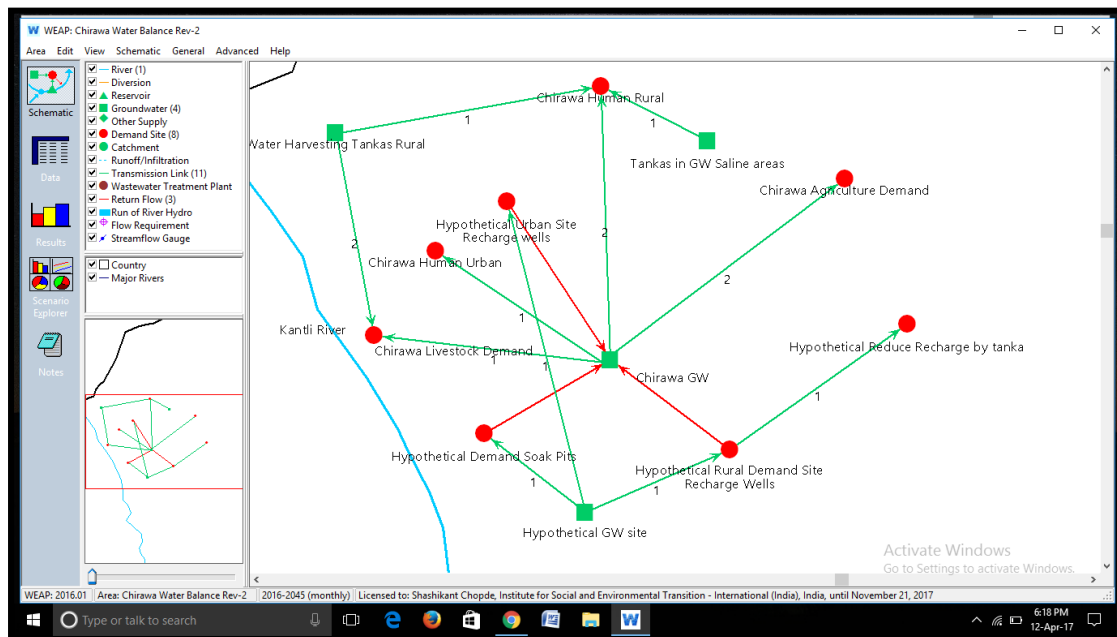 WEAP: Chirawa Water Balance Rev-2
Area Edit View Schematic General Advanced Help
Schematic
Data
Results
Scenario
Explorer
Notes
River (1)
Diversion
Reservoir
Groundwater (4)
Other Supply
Demand Site (8)
Catchment
Runoff/Infiltration
Transmission Link (11)
Wastewater Treatment Plant
Return Flow (3)
Run of River Hydro
Flow Requirement
Streamflow Gauge
Country
Major Rivers
Chirawa Human Rural
1
1
Water Harvesting Tankas Rural
Tankas in GW Saline areas
Chirawa Agriculture Demand
Hypothetical Urban Site
Recharge wells
2
2
Chirawa Human Urban
2
1
Kantli River
Hypothetical Reduce Recharge by tanka
Chirawa Livestock Demand
1
1
Chirawa GW
1
Hypothetical Demand Soak Pits
Hypothetical Rural Demand Site
Recharge Wells
1
1
Hypothetical GW site
Activate Windows
Go to Settings to activate Windows.
WEAP: 2016.01 Area: Chirawa Water Balance Rev-2 2016-2045 (monthly) Licensed to: Shashikant Chopde, Institute for Social and Environmental Transition - International (India), India, until November 21, 2017
Type or talk to search
6:18 PM
12-Apr-17